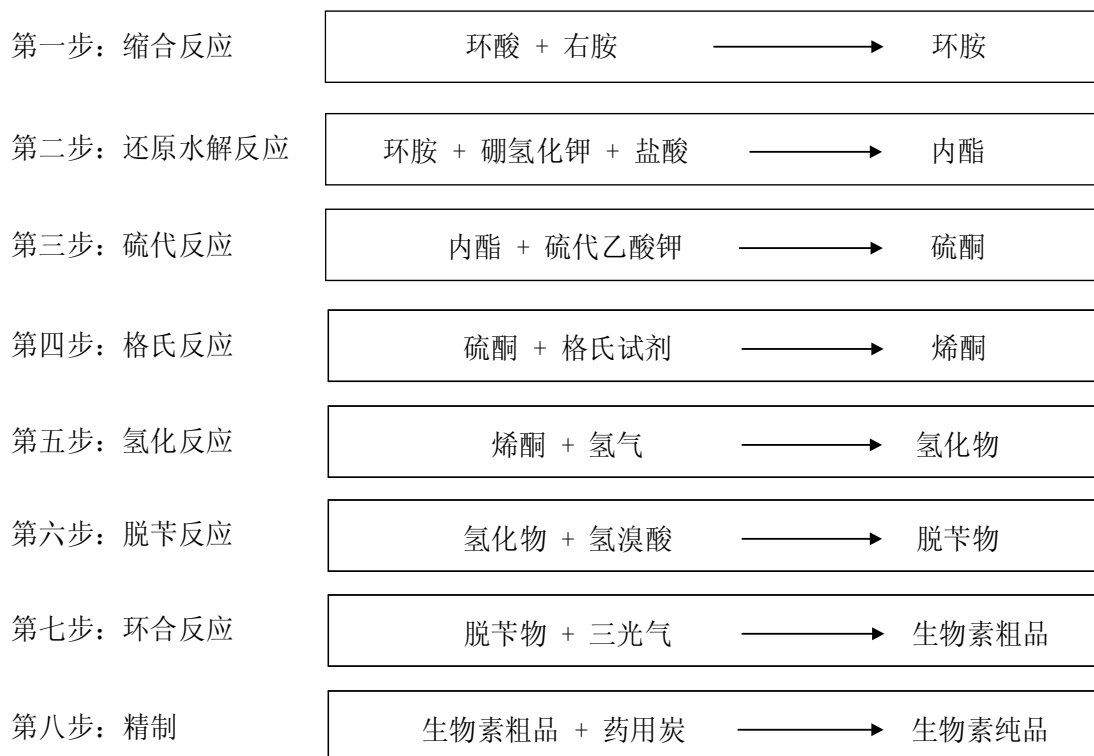 第一步：缩合反应 环酸 + 右胺 环胺
第二步：还原水解反应 环胺 + 硼氢化钾 + 盐酸 内酯
第三步：硫代反应 内酯 + 硫代乙酸钾 硫酮
第四步：格氏反应 硫酮 + 格氏试剂 烯酮
第五步：氢化反应 烯酮 + 氢气 氢化物
第六步：脱苄反应 氢化物 + 氢溴酸 脱苄物
第七步：环合反应 脱苄物 + 三光气 生物素粗品
第八步：精制 生物素粗品 + 药用炭 生物素纯品